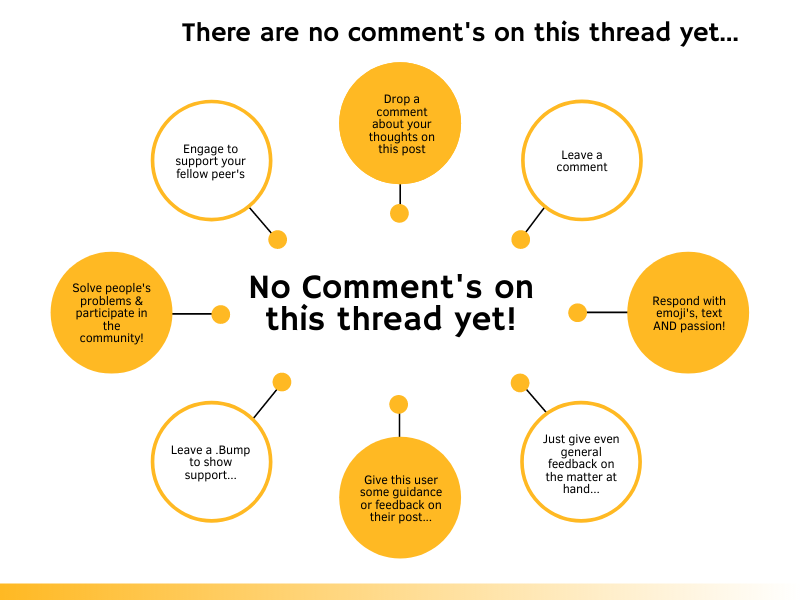 There are no comment's on this thread yet...
Drop a
comment
about your
thoughts on
this post
Engage to
support your
fellow peer's
Leave a
comment
Solve people's
problems &
participate in
the
community!
No Comment's on
this thread yet!
Respond with
emoji's, text
AND passion!
Leave a .Bump
to show
support...
Give this user
some guidance
or feedback on
their post...
Just give even
general
feedback on
the matter at
hand...